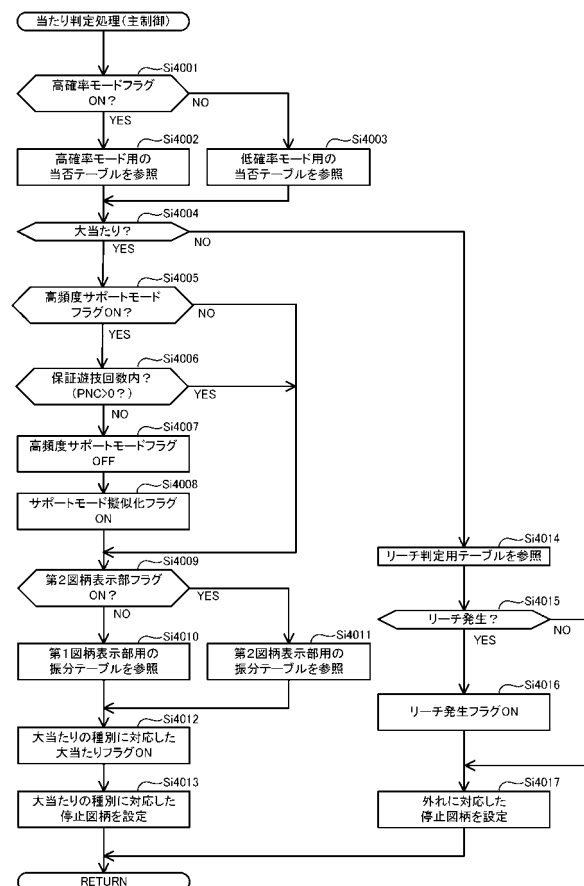 当たり判定処理(主制御)
Si4001
高確率モードフラグ
ON?
NO
YES
Si4002
高確率モード用の
当否テーブルを参照
Si4003
低確率モード用の
当否テーブルを参照
Si4004
大当たり?
NO
YES
Si4005
高頻度サポートモード
フラグON?
NO
YES
Si4006
保証遊技回数内?
(PNC>0?)
YES
NO
Si4007
高頻度サポートモードフラグ
OFF
Si4008
サポートモード擬似化フラグ
ON
Si4009
第2図柄表示部フラグ
ON?
YES
NO
Si4010
第1図柄表示部用の
振分テーブルを参照
Si4011
第2図柄表示部用の
振分テーブルを参照
Si4012
大当たりの種別に対応した
大当たりフラグON
Si4013
大当たりの種別に対応した
停止図柄を設定
Si4014
リーチ判定用テーブルを参照
Si4015
リーチ発生?
NO
YES
Si4016
リーチ発生フラグON
Si4017
外れに対応した
停止図柄を設定
RETURN